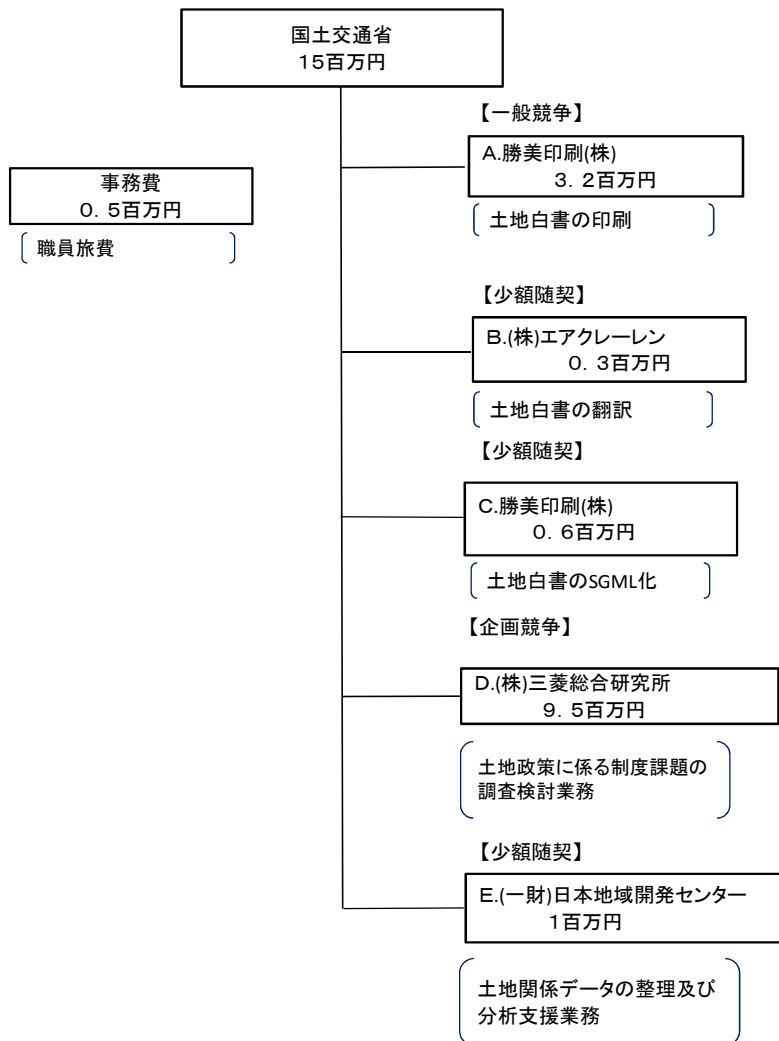 国土交通省
15百万円
事務費
0.5百万円
職員旅費
【一般競争】
A.勝美印刷(株)
3.2百万円
土地白書の印刷
【少額随契】
B.(株)エアクレーレン
0.3百万円
土地白書の翻訳
【少額随契】
C.勝美印刷(株)
0.6百万円
土地白書のSGML化
【企画競争】
D.(株)三菱総合研究所
9.5百万円
土地政策に係る制度課題の
調査検討業務
【少額随契】
E.(一財)日本地域開発センター
1百万円
土地関係データの整理及び
分析支援業務